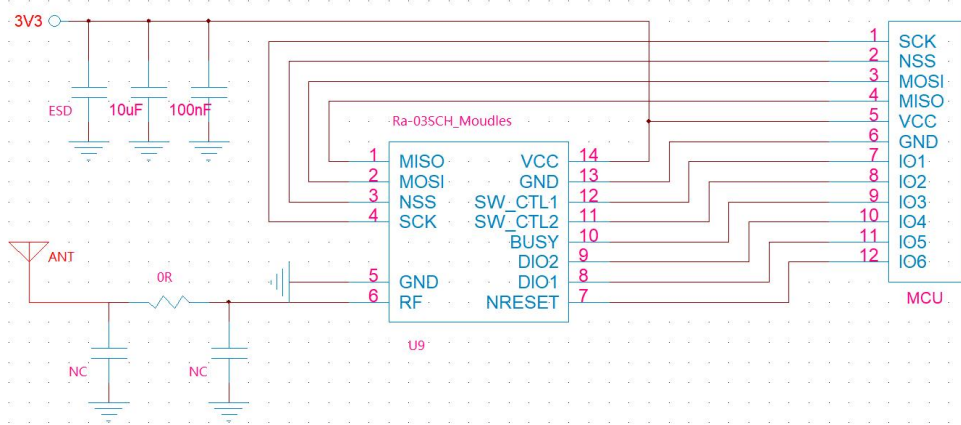 3V3
ESD
10uF
100nF
Ra-03SCH_Moudles
1 MISO
2 MOSI
3 NSS
4 SCK
5 GND
6 RF
VCC 14
GND 13
SW_CTL1 12
SW_CTL2 11
BUSY 10
DIO2 9
DIO1 8
NRESET 7
U9
1 SCK
2 NSS
3 MOSI
4 MISO
5 VCC
6 GND
7 IO1
8 IO2
9 IO3
10 IO4
11 IO5
12 IO6
MCU
ANT
0R
NC
NC